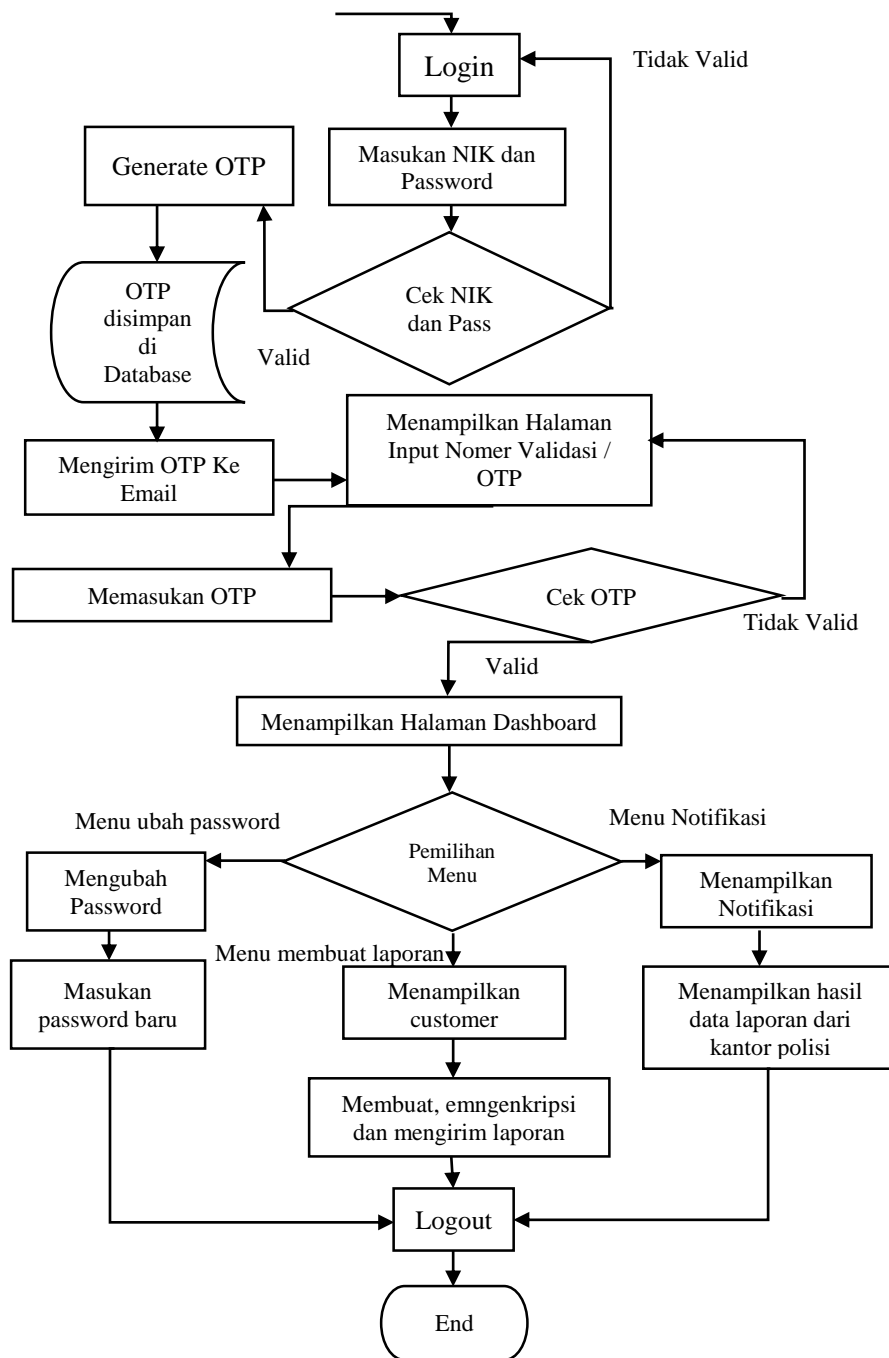 Login
Tidak Valid
Masukan NIK dan
Password
Generate OTP
Cek NIK
dan Pass
Valid
OTP
disimpan
di
Database
Mengirim OTP Ke
Email
Menampilkan Halaman
Input Nomer Validasi /
OTP
Memasukan OTP
Cek OTP
Tidak Valid
Valid
Menampilkan Halaman Dashboard
Pemilihan
Menu
Menu ubah password
Menu Notifikasi
Mengubah
Password
Menampilkan
Notifikasi
Menu membuat laporan
Masukan
password baru
Menampilkan
customer
Menampilkan hasil
data laporan dari
kantor polisi
Membuat, emngenkripsi
dan mengirim laporan
Logout
End